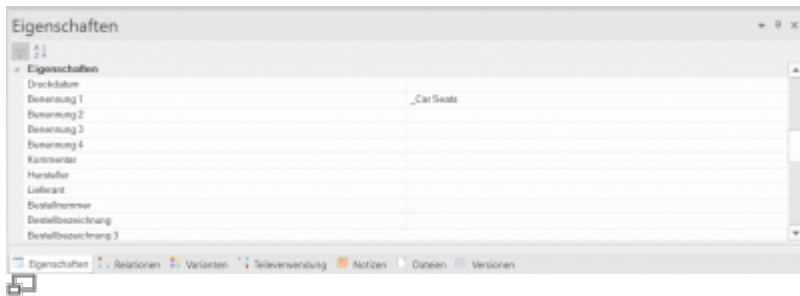 Eigenschaften
Eigenschaften
Druckdatum
Benennung 1 _Car Seats
Benennung 2
Benennung 3
Benennung 4
Kommentar
Hersteller
Lieferant
Bestellnummer
Bestellbezeichnung
Bestellbezeichnung 3
Eigenschaften Relationen Varianten Teileverwendung Notizen Dateien Versionen